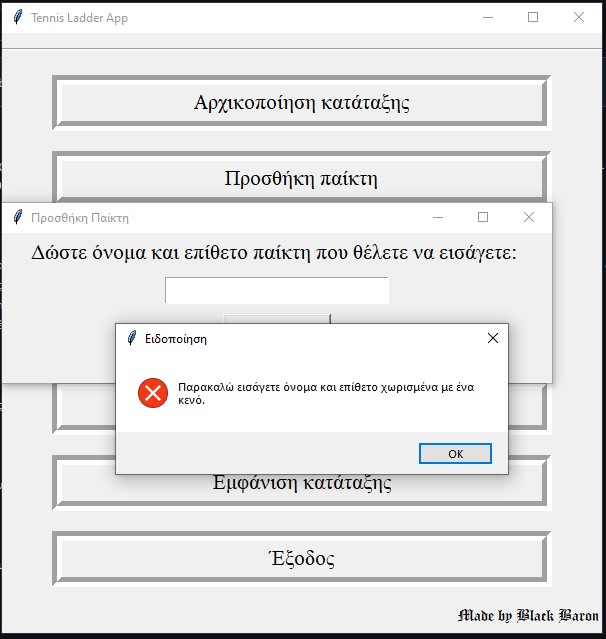 Tennis Ladder App
Αρχικοποίηση κατάταξης
Προσθήκη παίκτη
Προσθήκη Παίκτη
Δώστε όνομα και επίθετο παίκτη που θέλετε να εισάγετε:
Ειδοποίηση
Παρακαλώ εισάγετε όνομα και επίθετο χωρισμένα με ένα
κενό.
OK
Εμφάνιση κατάταξης
Έξοδος
Made by Black Baron